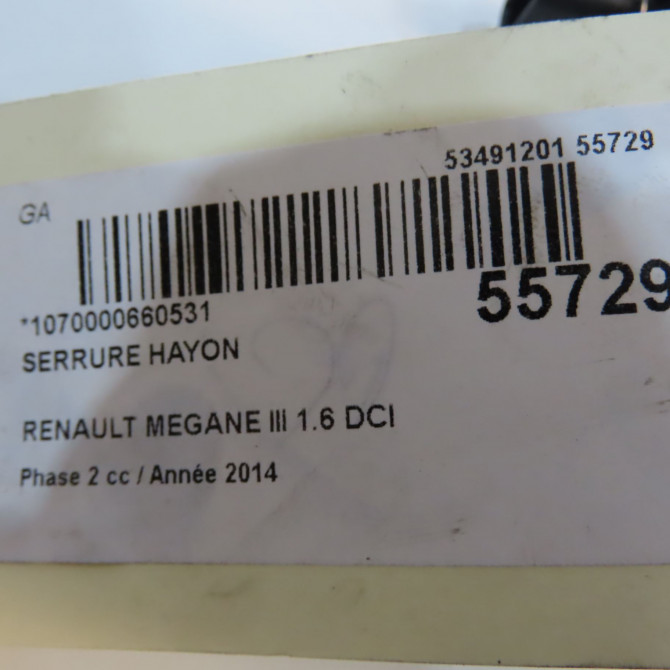 53491201 55729
GA
55729
*1070000660531
SERRURE HAYON
RENAULT MEGANE III 1.6 DCI
Phase 2 cc / Année 2014